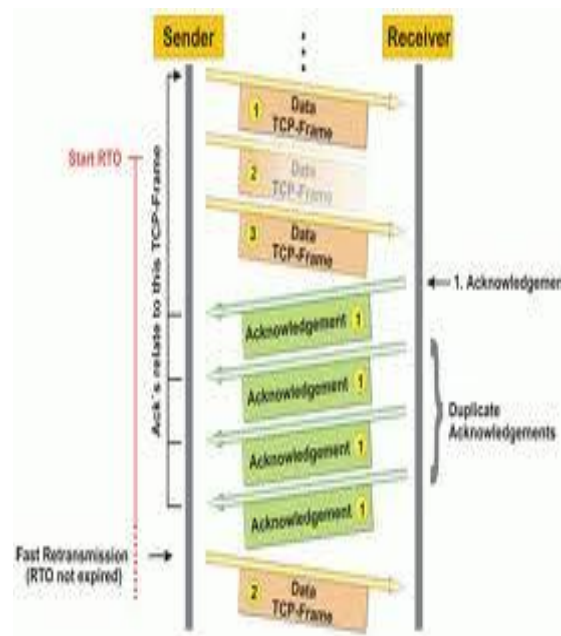 Sender
Receiver
1
Data
TCP-Frame
Start RTO
2
Data
TCP-Frame
3
Data
TCP-Frame
Ack's relate to this TCP-Frame
1. Acknowledgemen
Acknowledgement 1
Acknowledgement 1
Duplicate
Acknowledgements
Acknowledgement 1
Acknowledgement 1
Fast Retransmission
(RTO not expired)
2
Data
TCP-Frame